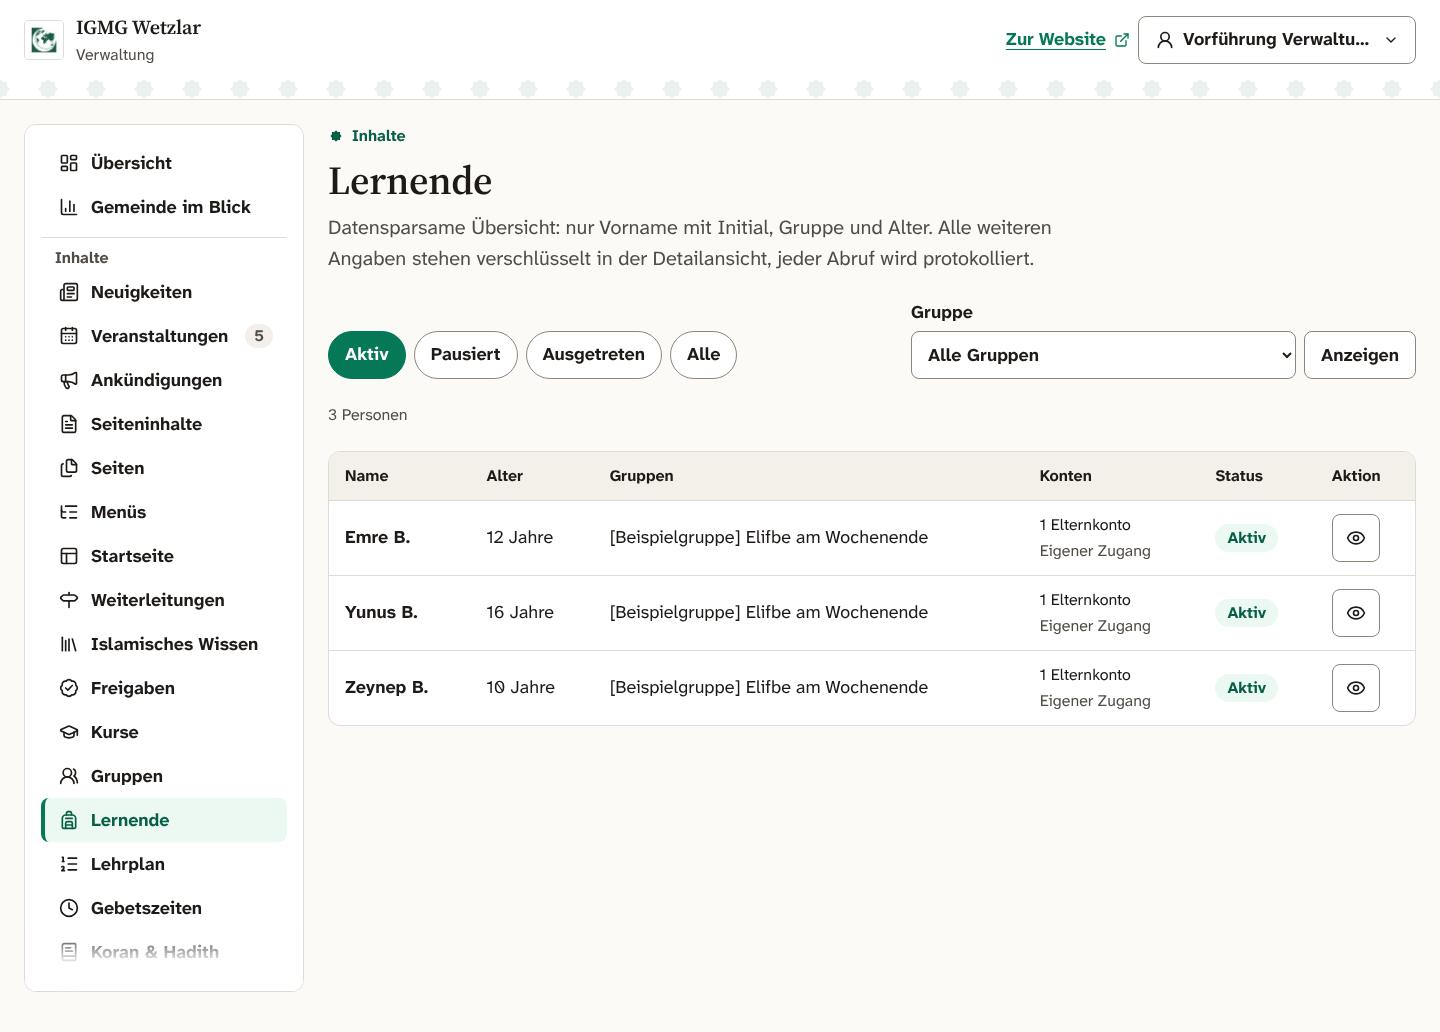 IGMG Wetzlar
Verwaltung
Zur Website
Vorführung Verwaltu...
Übersicht
Gemeinde im Blick
Inhalte
Neuigkeiten
Veranstaltungen 5
Ankündigungen
Seiteninhalte
Seiten
Menüs
Startseite
Weiterleitungen
Islamisches Wissen
Freigaben
Kurse
Gruppen
Lernende
Lehrplan
Gebetszeiten
Koran & Hadith
Inhalte
Lernende
Datensparsame Übersicht: nur Vorname mit Initial, Gruppe und Alter. Alle weiteren
Angaben stehen verschlüsselt in der Detailansicht, jeder Abruf wird protokolliert.
Gruppe
Aktiv Pausiert Ausgetreten Alle Alle Gruppen Anzeigen
3 Personen
Name Alter Gruppen Konten Status Aktion
Emre B. 12 Jahre [Beispielgruppe] Elifbe am Wochenende 1 Elternkonto Aktiv
Eigener Zugang
Yunus B. 16 Jahre [Beispielgruppe] Elifbe am Wochenende 1 Elternkonto Aktiv
Eigener Zugang
Zeynep B. 10 Jahre [Beispielgruppe] Elifbe am Wochenende 1 Elternkonto Aktiv
Eigener Zugang